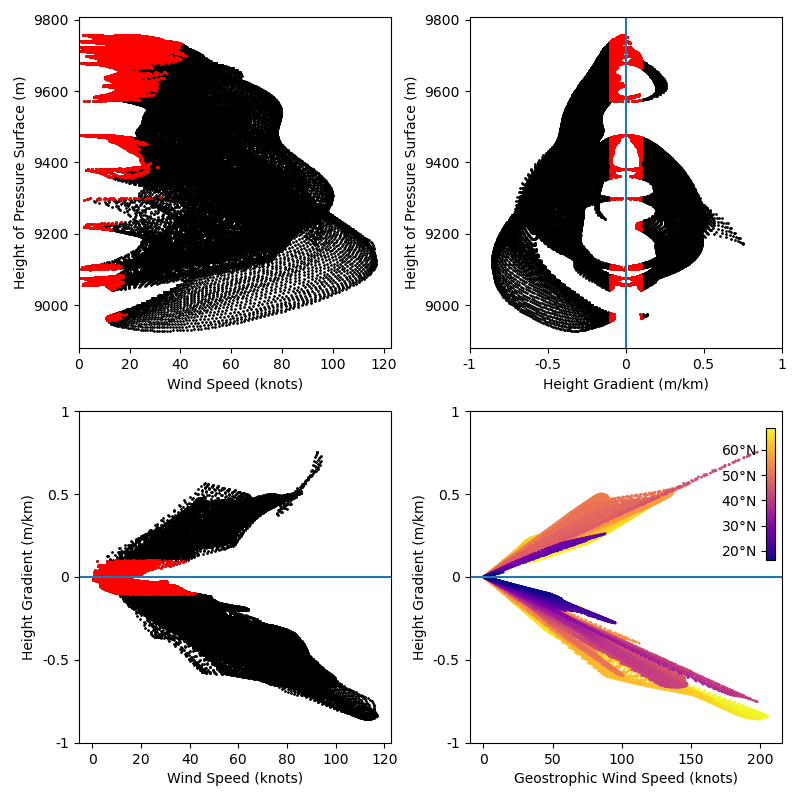 9800
9600
9400
9200
9000
Height of Pressure Surface (m)
0 20 40 60 80 100 120
Wind Speed (knots)
9800
9600
9400
9200
9000
Height of Pressure Surface (m)
-1 -0.5 0 0.5 1
Height Gradient (m/km)
1
0.5
0
-0.5
-1
Height Gradient (m/km)
0 20 40 60 80 100 120
Wind Speed (knots)
1
0.5
0
-0.5
-1
Height Gradient (m/km)
60°N
50°N
40°N
30°N
20°N
0 50 100 150 200
Geostrophic Wind Speed (knots)